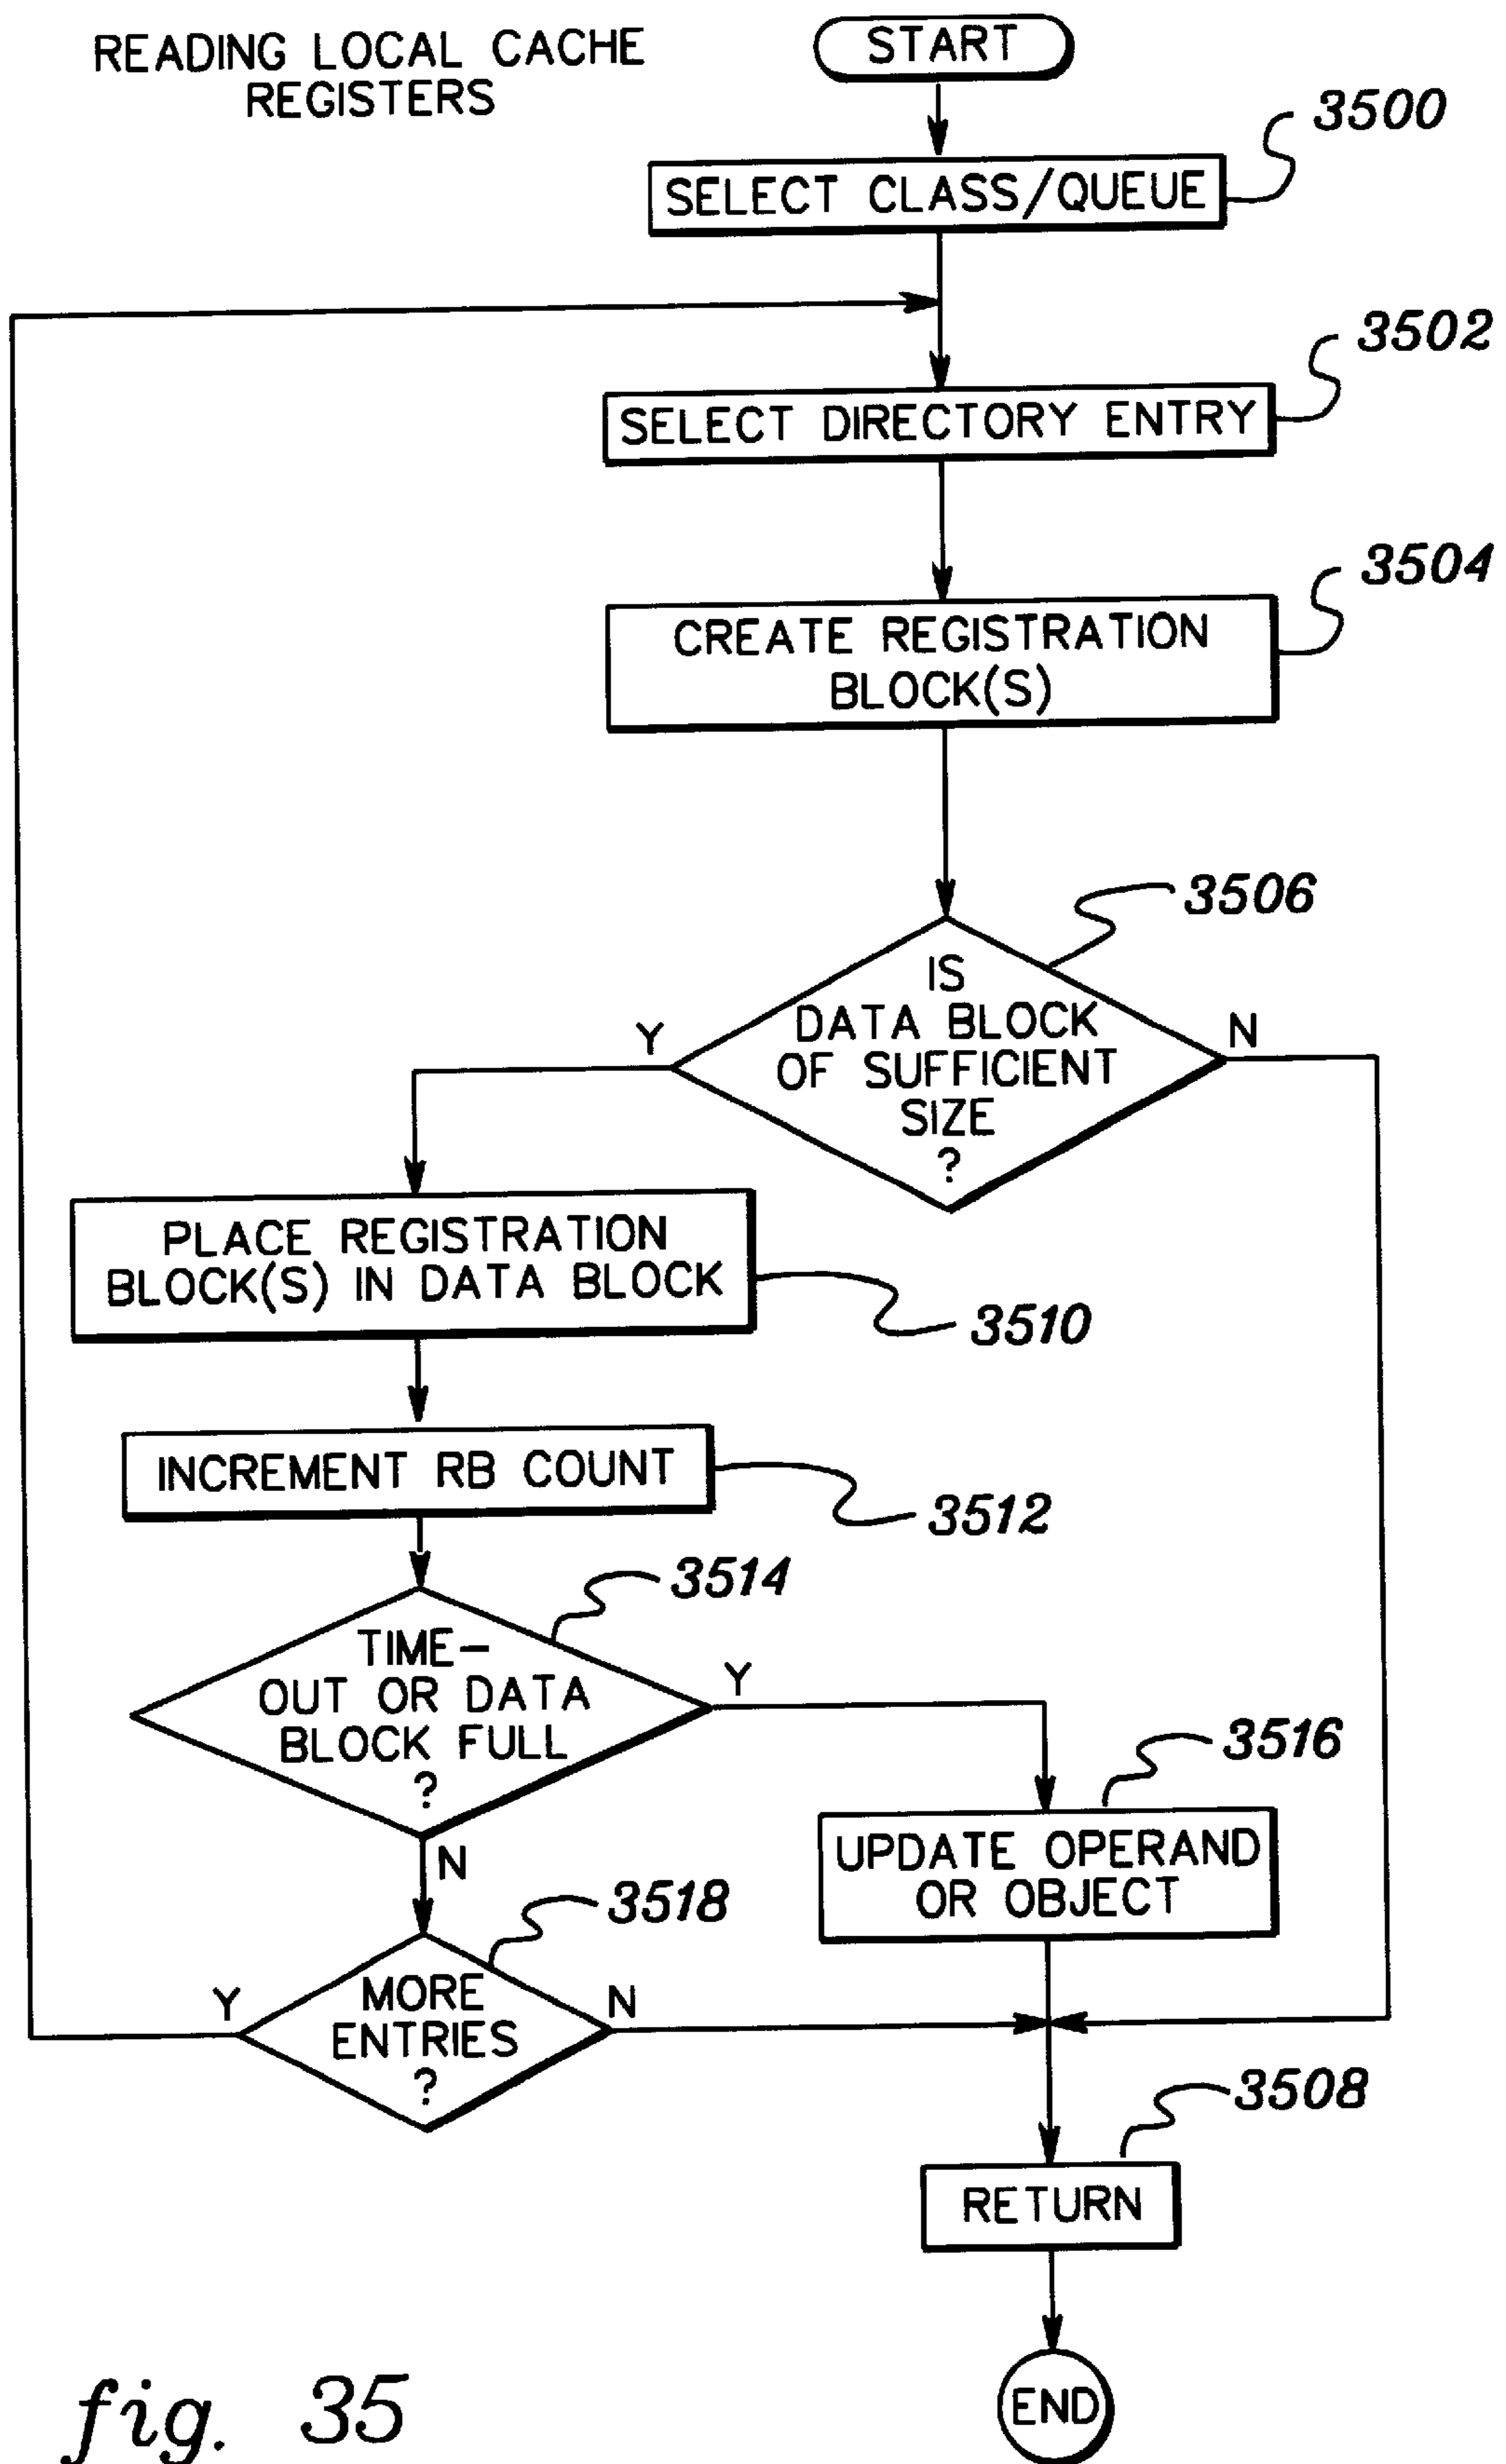 READING LOCAL CACHE
REGISTERS
START
3500
SELECT CLASS/QUEUE
3502
SELECT DIRECTORY ENTRY
3504
CREATE REGISTRATION
BLOCK(S)
3506
IS
DATA BLOCK
OF SUFFICIENT
SIZE
?
Y
N
PLACE REGISTRATION
BLOCK(S) IN DATA BLOCK
3510
INCREMENT RB COUNT
3512
3514
TIME-
OUT OR DATA
BLOCK FULL
?
Y
N
3516
UPDATE OPERAND
OR OBJECT
3518
MORE
ENTRIES
?
Y
N
3508
RETURN
END
fig. 35